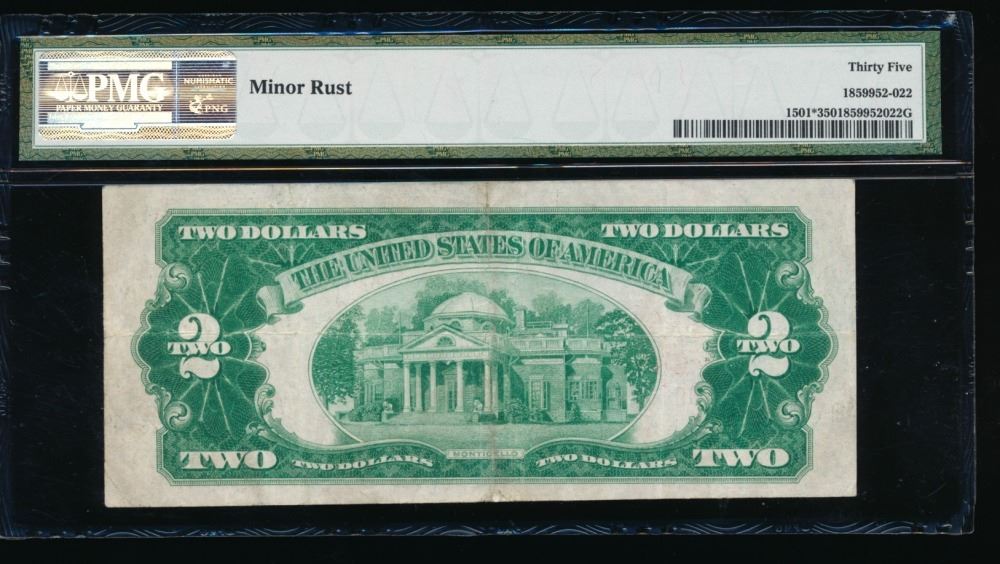 PMG
PAPER MONEY GUARANTY
NUMISMATIC
PNG
Minor Rust
Thirty Five
1859952-022
1501*3501859952022G
TWO DOLLARS TWO DOLLARS
THE UNITED STATES OF AMERICA
2 2
TWO TWO
MONTICELLO
TWO TWO DOLLARS TWO DOLLARS TWO